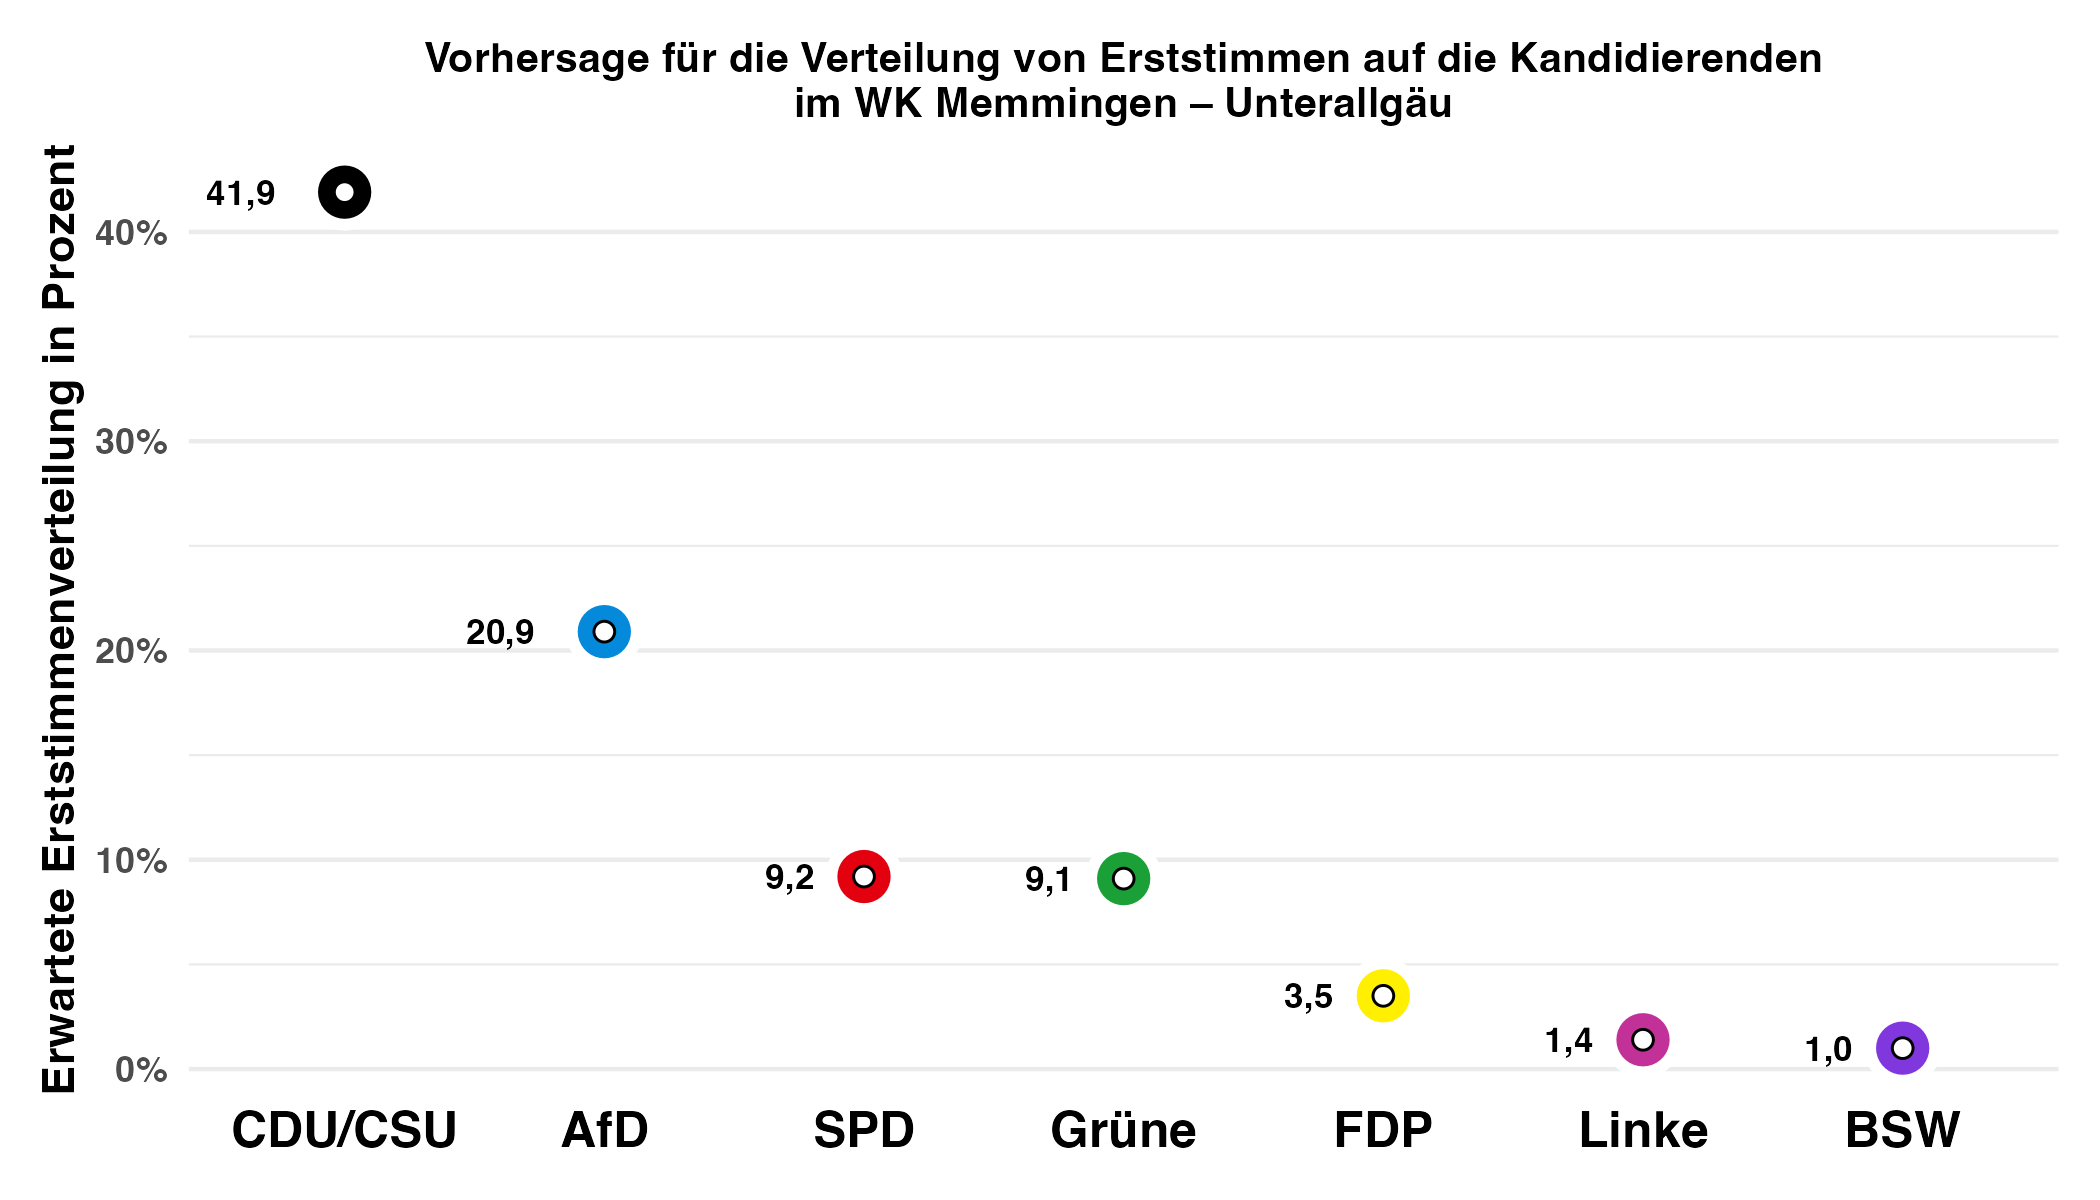 Vorhersage für die Verteilung von Erststimmen auf die Kandidierenden
im WK Memmingen – Unterallgäu
Erwartete Erststimmenverteilung in Prozent
40%
30%
20%
10%
0%
41,9
20,9
9,2
9,1
3,5
1,4
1,0
CDU/CSU
AfD
SPD
Grüne
FDP
Linke
BSW